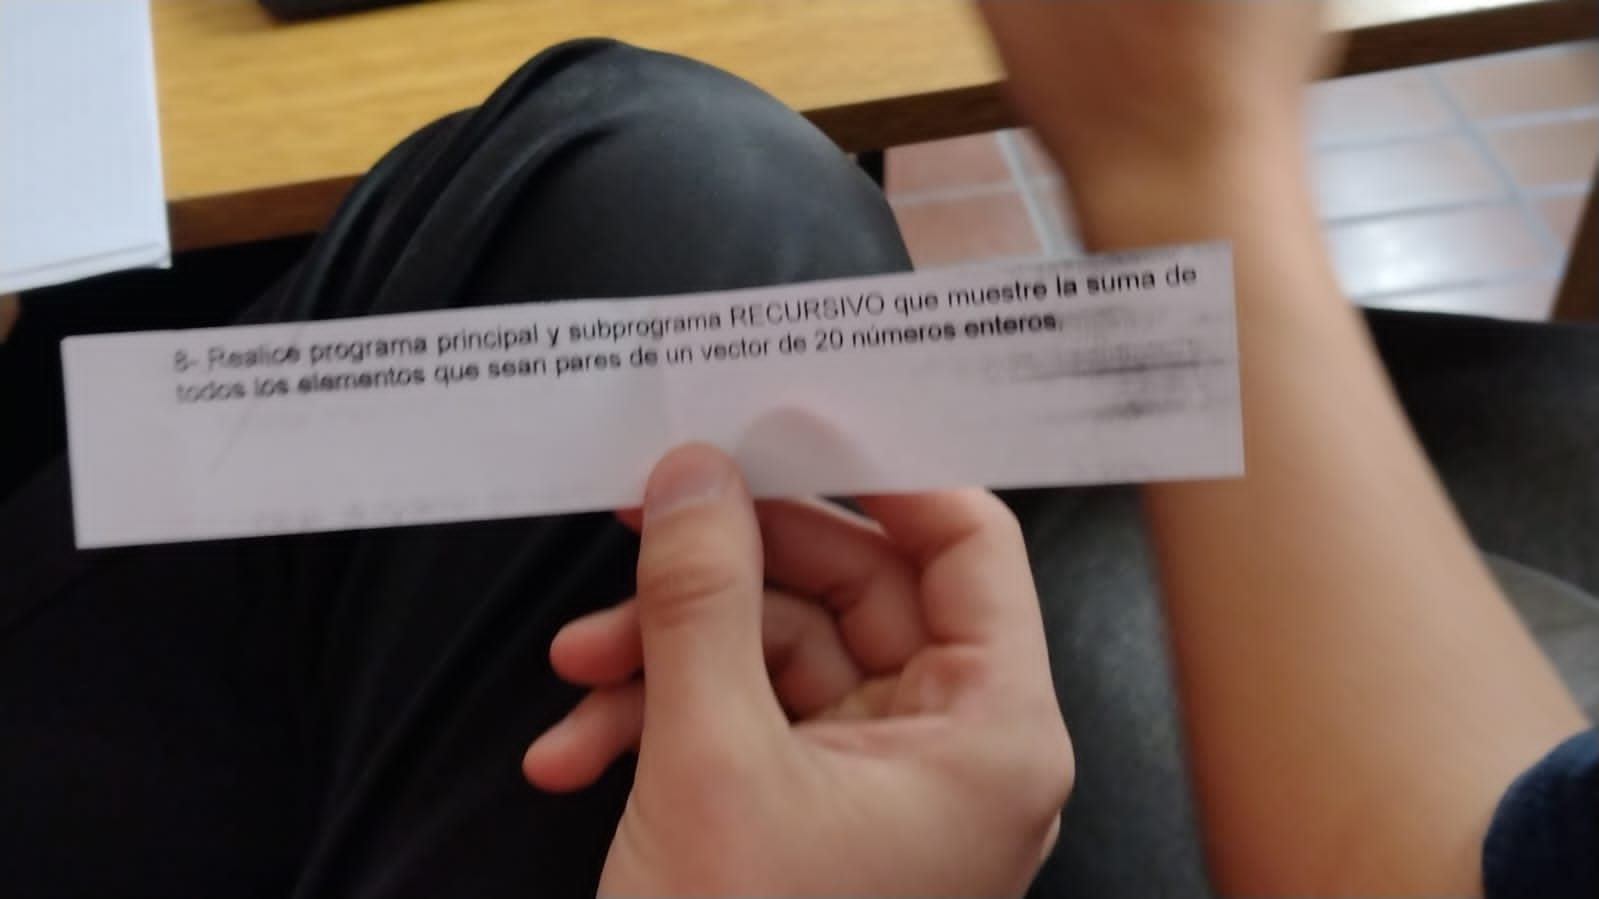 8- Realice programa principal y subprograma RECURSIVO que muestre la suma de
todos los elementos que sean pares de un vector de 20 números enteros.